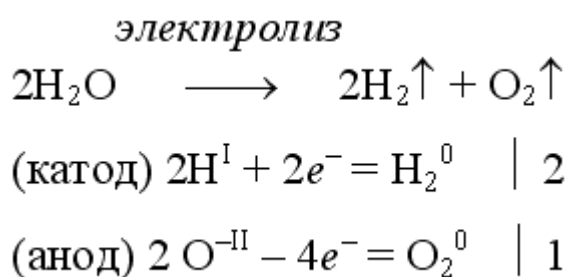 электролиз
2H₂O ⟶ 2H₂↑ + O₂↑
(катод) 2Hᴵ + 2e⁻ = H₂⁰ | 2
(анод) 2 O⁻ᴵᴵ – 4e⁻ = O₂⁰ | 1